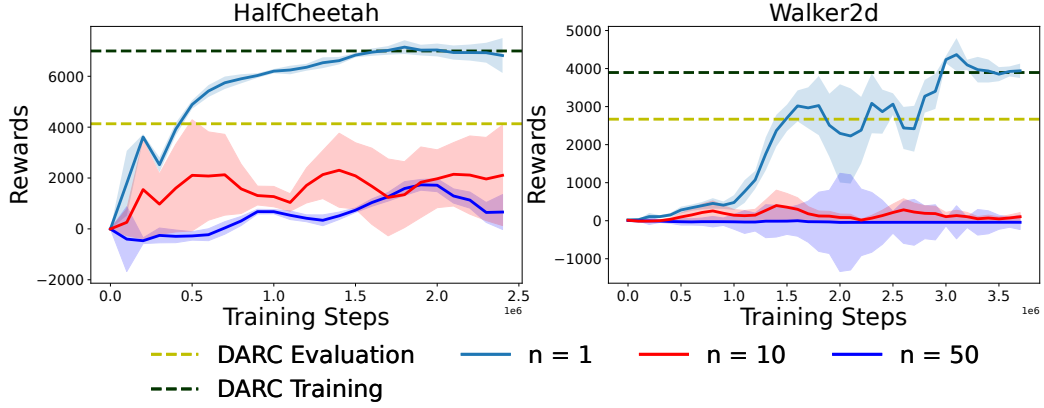 HalfCheetah
Rewards
6000
4000
2000
0
−2000
0.0 0.5 1.0 1.5 2.0 2.5
1e6
Training Steps
Walker2d
Rewards
5000
4000
3000
2000
1000
0
−1000
0.0 0.5 1.0 1.5 2.0 2.5 3.0 3.5
1e6
Training Steps
DARC Evaluation
n = 1
n = 10
n = 50
DARC Training